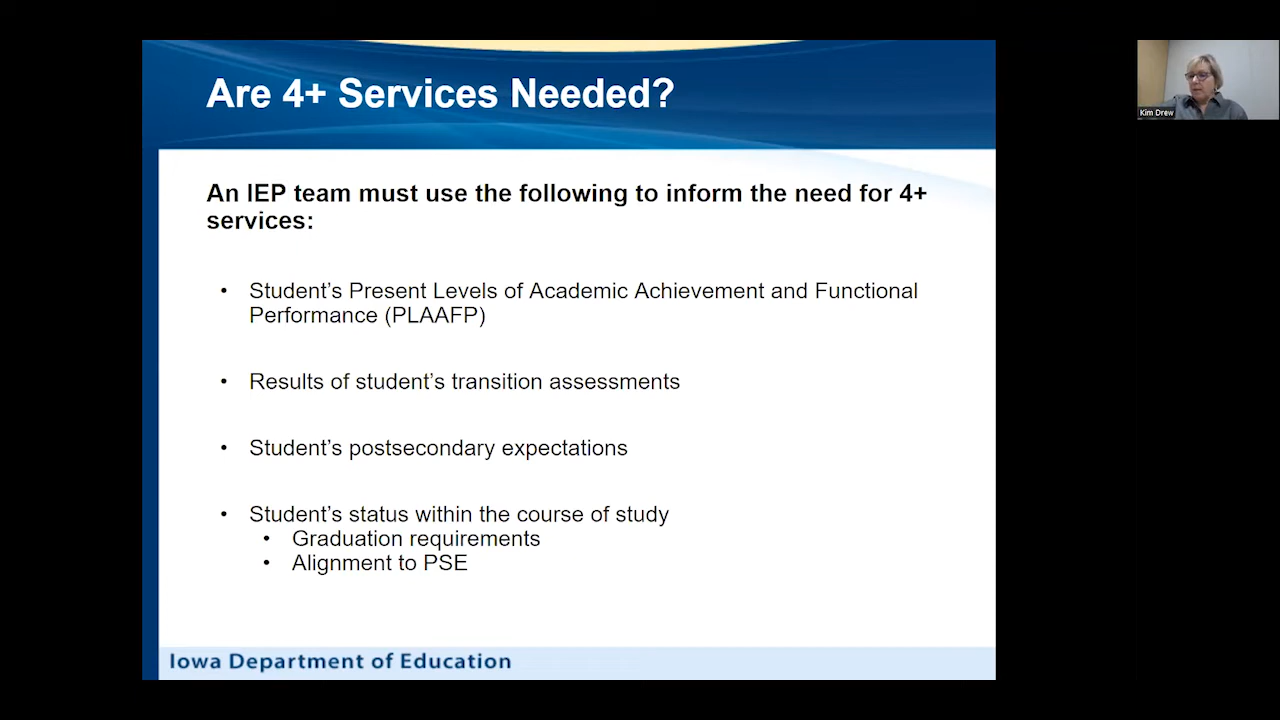 Are 4+ Services Needed?
An IEP team must use the following to inform the need for 4+
services:
• Student’s Present Levels of Academic Achievement and Functional
Performance (PLAAFP)
• Results of student’s transition assessments
• Student’s postsecondary expectations
• Student’s status within the course of study
• Graduation requirements
• Alignment to PSE
Iowa Department of Education
Kim Drew